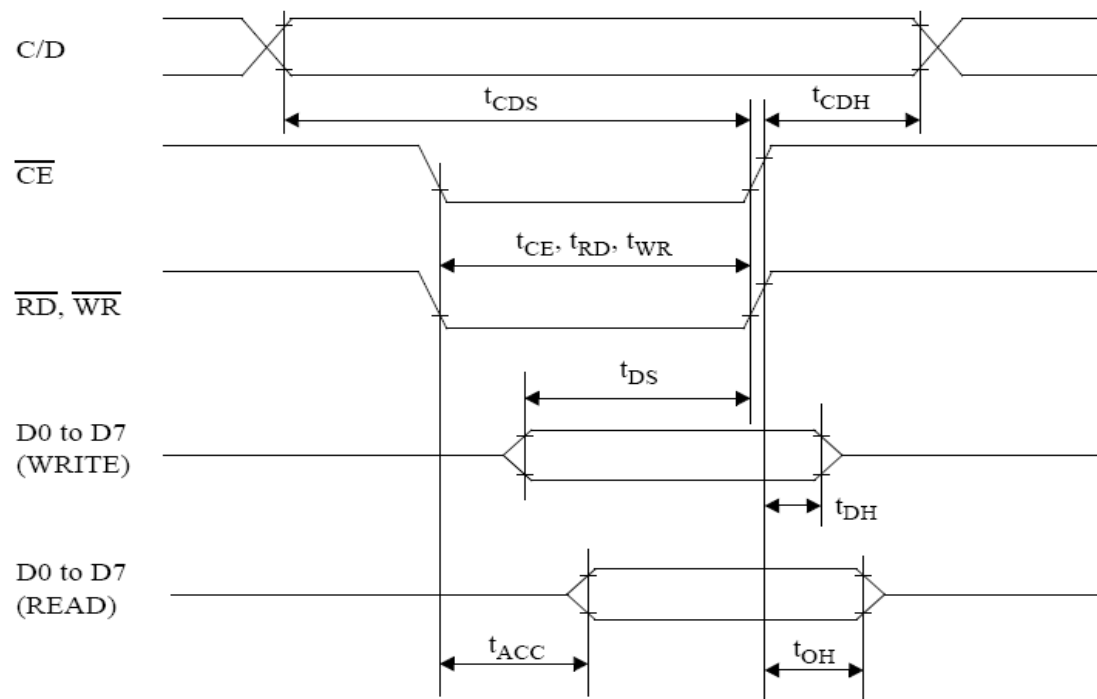 C/D
tCDS
tCDH
CE
tCE, tRD, tWR
RD, WR
tDS
D0 to D7
(WRITE)
tDH
D0 to D7
(READ)
tACC
tOH